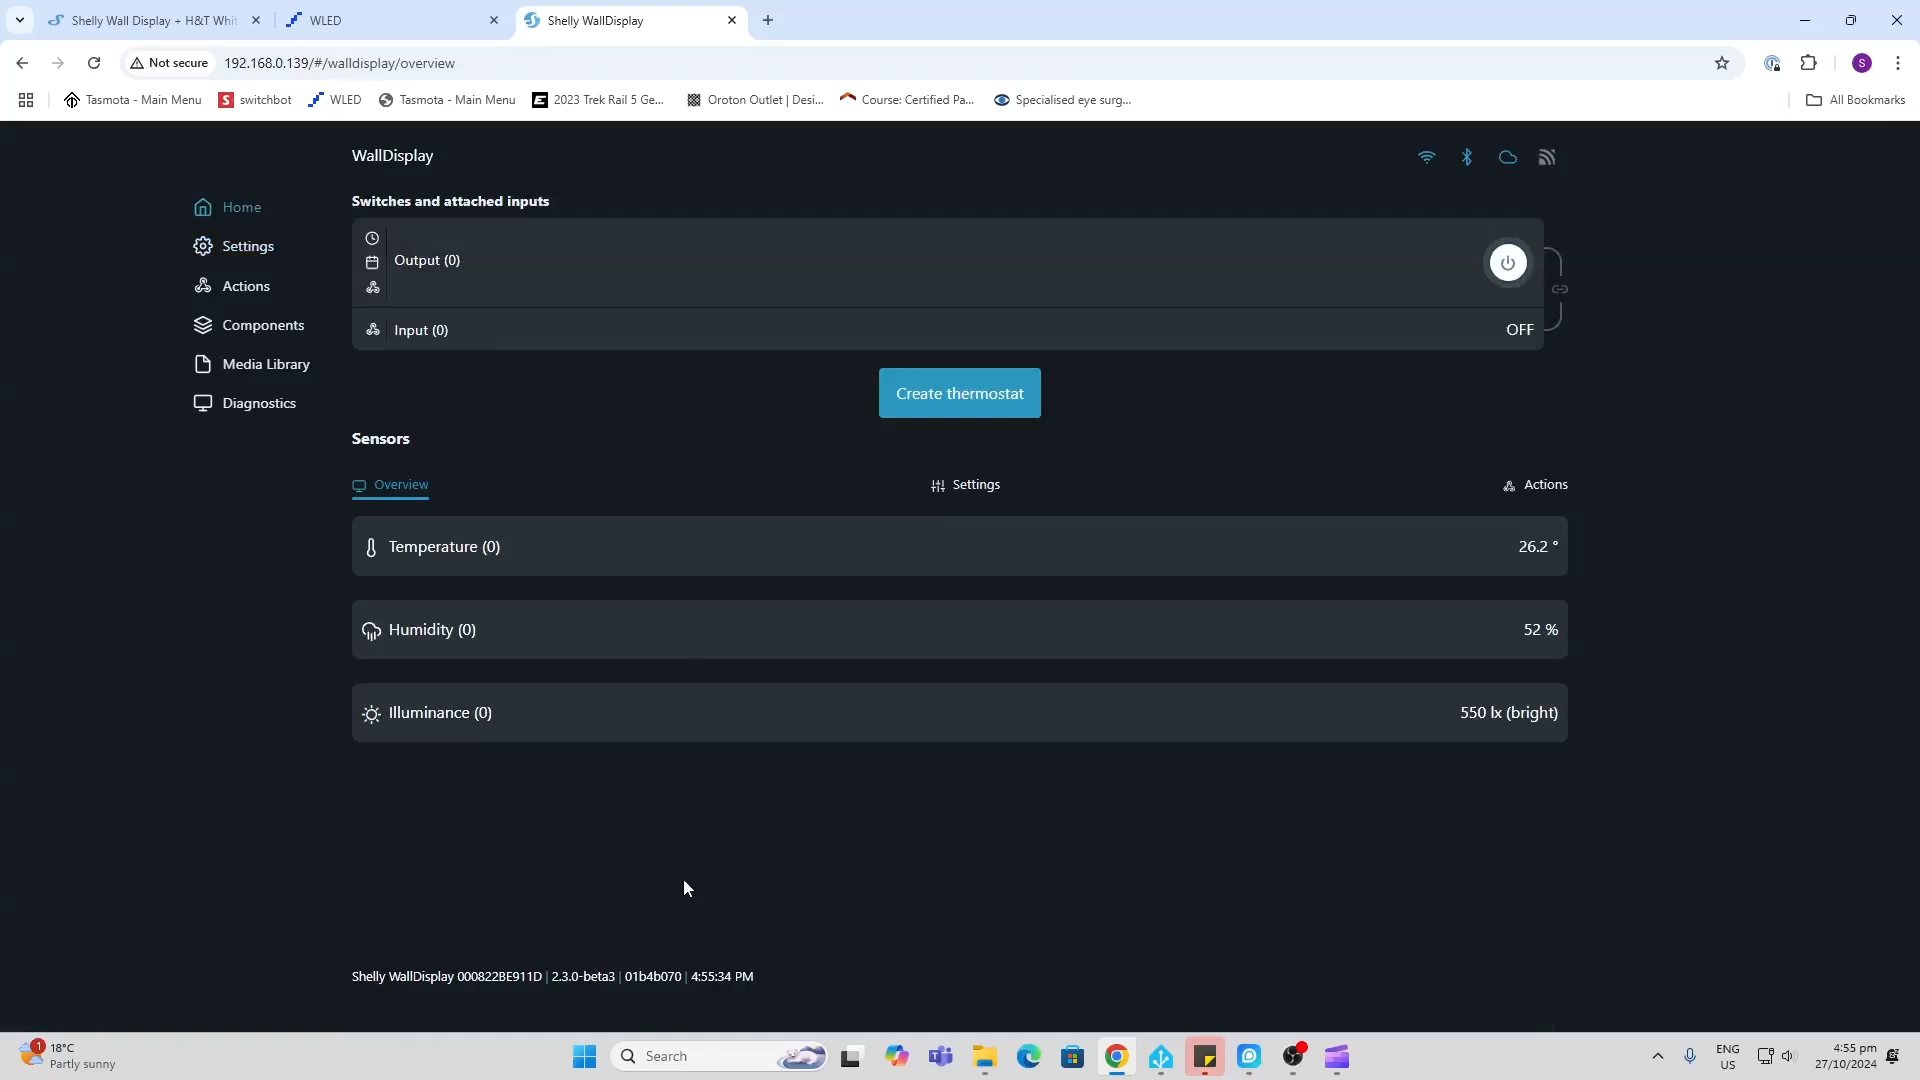 Shelly Wall Display + H&T Whit
WLED
Shelly WallDisplay
Not secure
192.168.0.139/#/walldisplay/overview
S
Tasmota - Main Menu
switchbot
WLED
Tasmota - Main Menu
2023 Trek Rail 5 Ge...
Oroton Outlet | Desi...
Course: Certified Pa...
Specialised eye surg...
All Bookmarks
WallDisplay
Home
Settings
Actions
Components
Media Library
Diagnostics
Switches and attached inputs
Output (0)
Input (0)
OFF
Create thermostat
Sensors
Overview
Settings
Actions
Temperature (0)
26.2 °
Humidity (0)
52 %
Illuminance (0)
550 lx (bright)
Shelly WallDisplay 000822BE911D | 2.3.0-beta3 | 01b4b070 | 4:55:34 PM
1
18°C
Partly sunny
Search
ENG
US
4:55 pm
27/10/2024